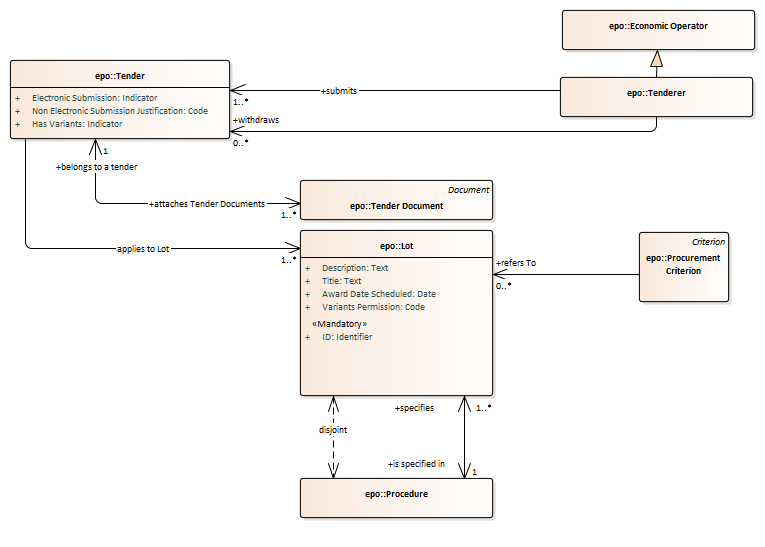 epo::Economic Operator
epo::Tender
+ Electronic Submission: Indicator
+ Non Electronic Submission Justification: Code
+ Has Variants: Indicator
+submits
1..*
epo::Tenderer
+withdraws
0..*
1
+belongs to a tender
+attaches Tender Documents
1..*
Document
epo::Tender Document
applies to Lot
1..*
epo::Lot
+ Description: Text
+ Title: Text
+ Award Date Scheduled: Date
+ Variants Permission: Code
«Mandatory»
+ ID: Identifier
+refers To
0..*
Criterion
epo::Procurement
Criterion
+specifies
1..*
disjoint
+is specified in
1
epo::Procedure